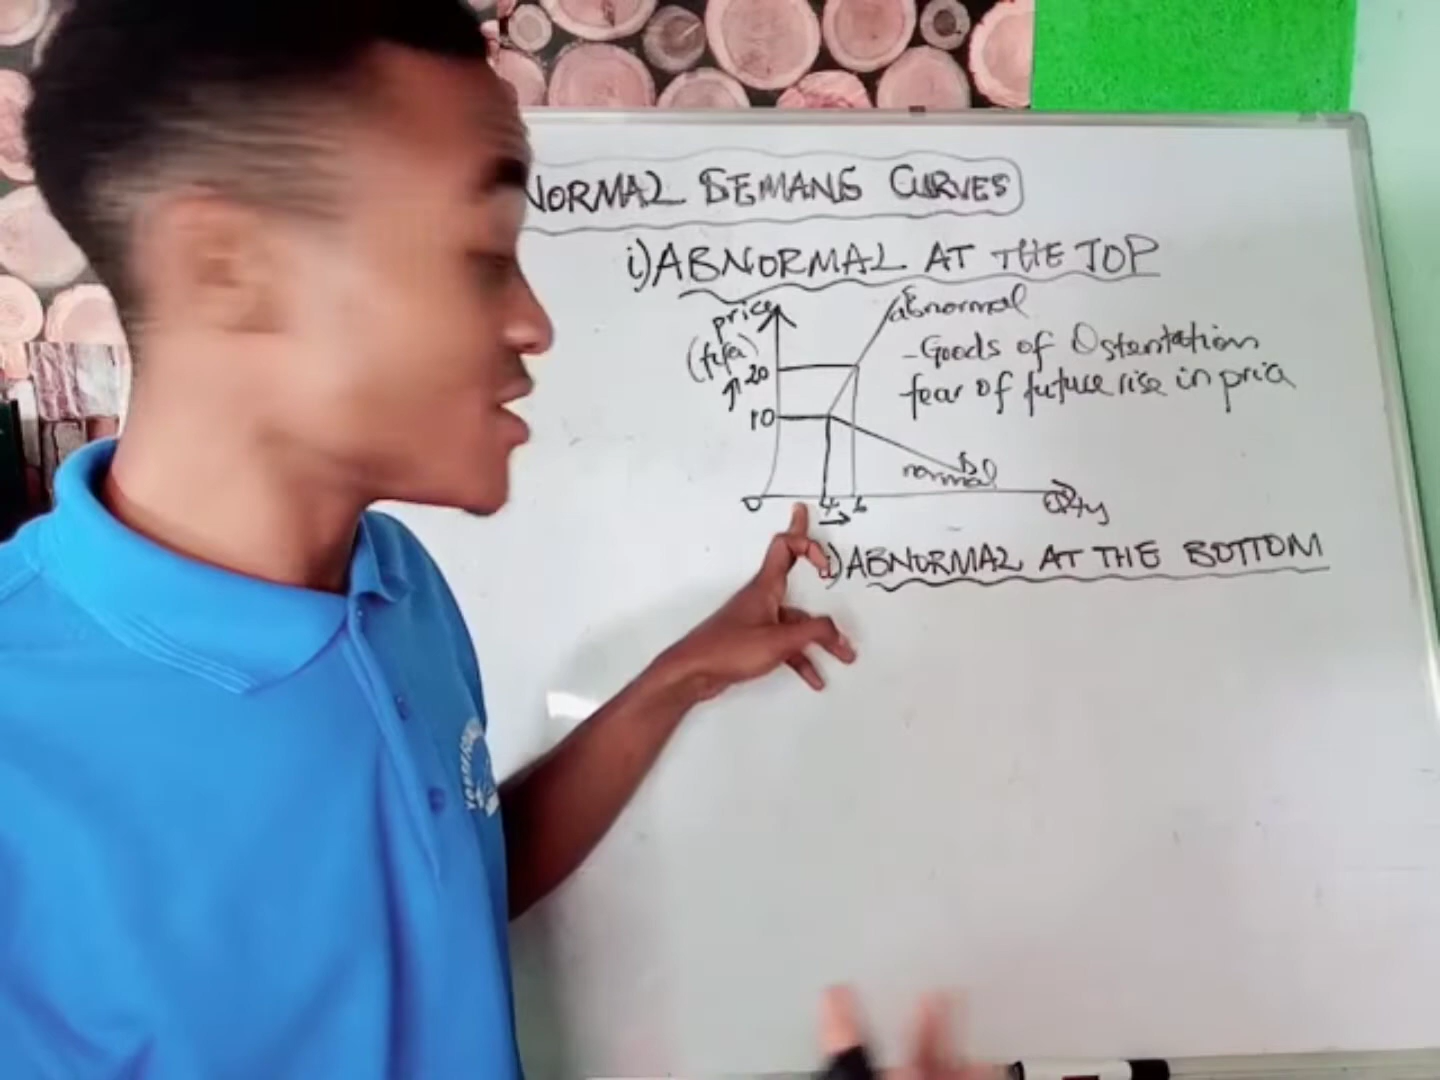 NORMAL DEMAND CURVES
i) ABNORMAL AT THE TOP
price
(fcfa)
abnormal
- Goods of Ostentation
fear of future rise in price
20
10
normal
0
4
6
Qty
ABNORMAL AT THE BOTTOM